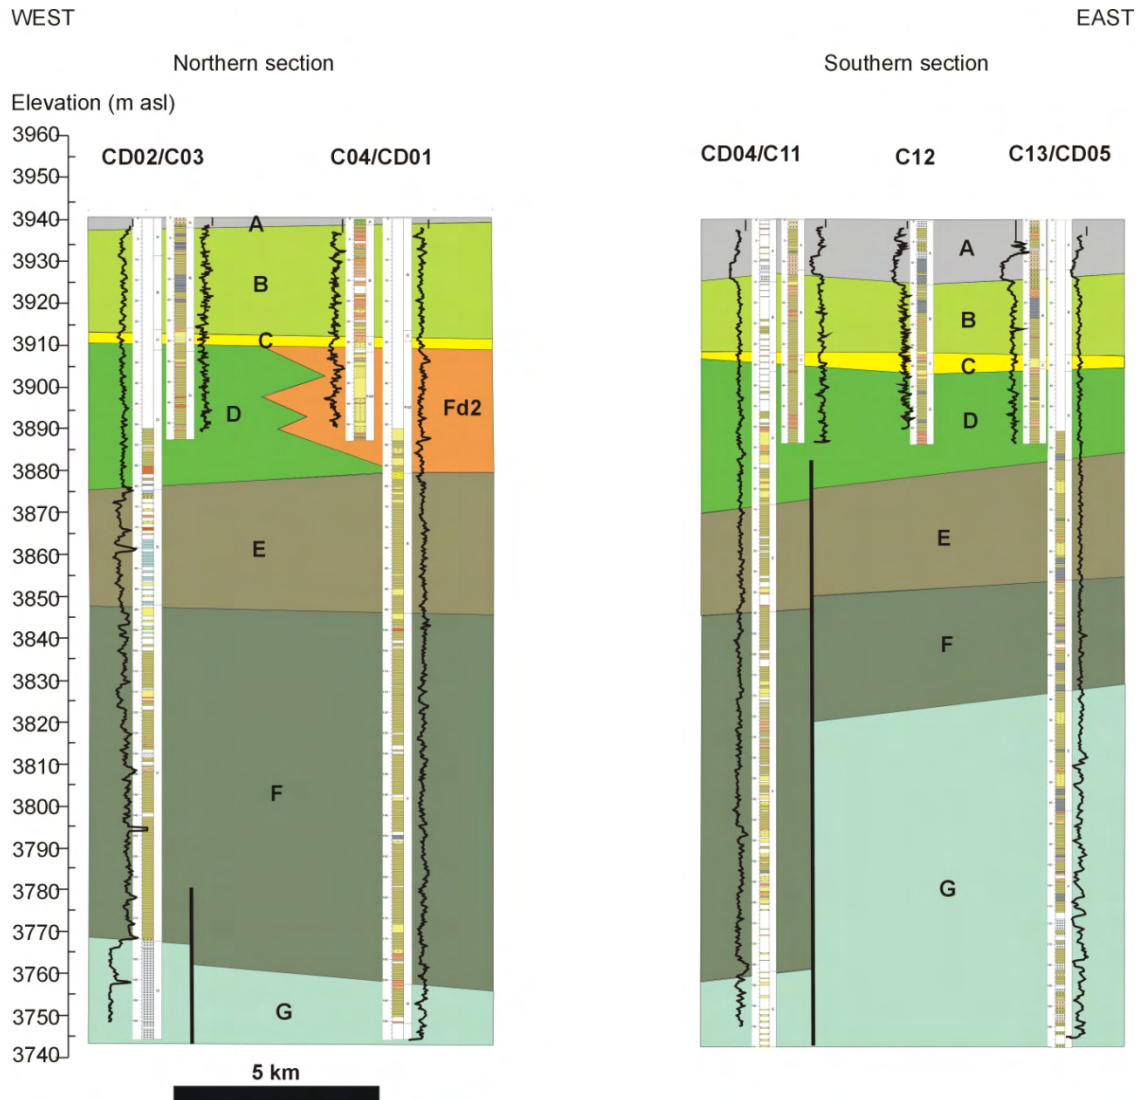 WEST EAST
Northern section Southern section
Elevation (m asl)
CD02/C03 C04/CD01 CD04/C11 C12 C13/CD05
3960
3950
3940
3930
3920
3910
3900
3890
3880
3870
3860
3850
3840
3830
3820
3810
3800
3790
3780
3770
3760
3750
3740
A
B
C
D Fd2
E
F
G
A
B
C
D
E
F
G
5 km